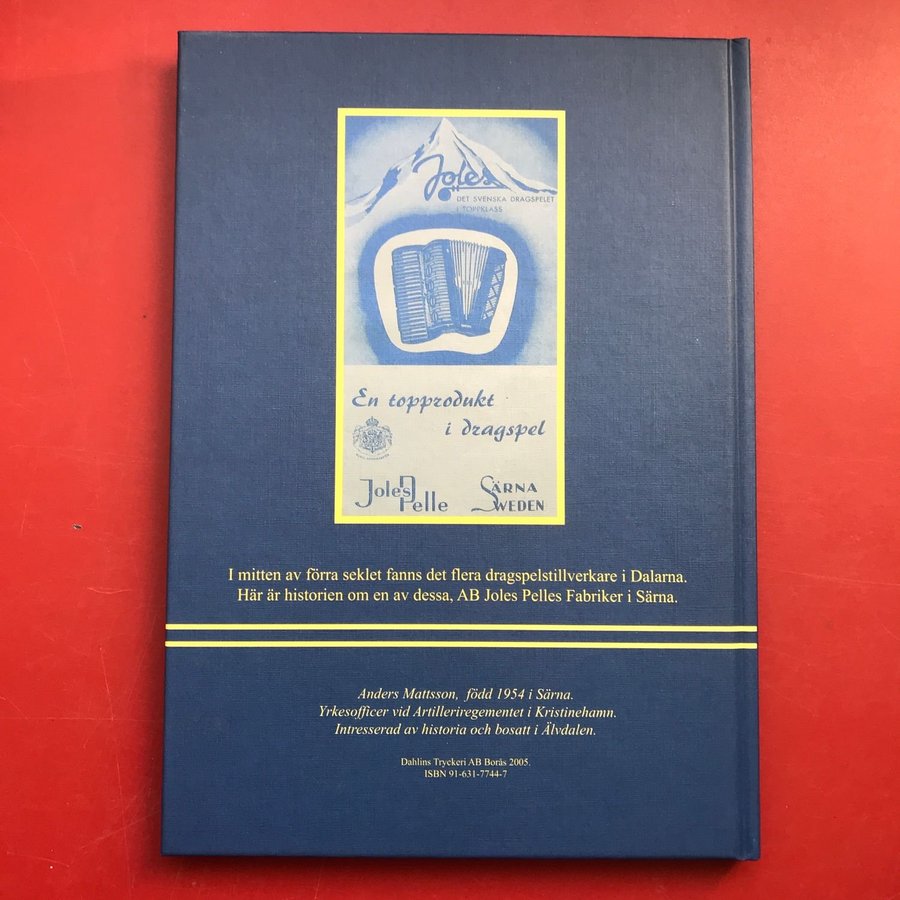 Joles
DET SVENSKA DRAGSPELET
I TOPPKLASS
En topprodukt
i dragspel
Joles Pelle
SÄRNA
SWEDEN
I mitten av förra seklet fanns det flera dragspelstillverkare i Dalarna.
Här är historien om en av dessa, AB Joles Pelles Fabriker i Särna.
Anders Mattsson, född 1954 i Särna.
Yrkesofficer vid Artilleriregementet i Kristinehamn.
Intresserad av historia och bosatt i Älvdalen.
Dahlins Tryckeri AB Borås 2005.
ISBN 91-631-7744-7